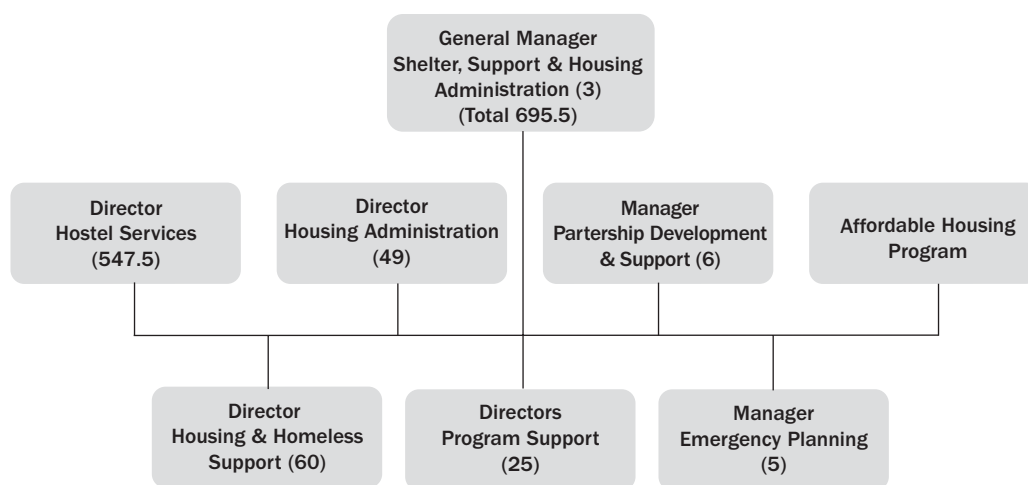 General Manager
Shelter, Support & Housing
Administration (3)
(Total 695.5)
Director
Hostel Services
(547.5)
Director
Housing Administration
(49)
Manager
Partership Development
& Support (6)
Affordable Housing
Program
Director
Housing & Homeless
Support (60)
Directors
Program Support
(25)
Manager
Emergency Planning
(5)